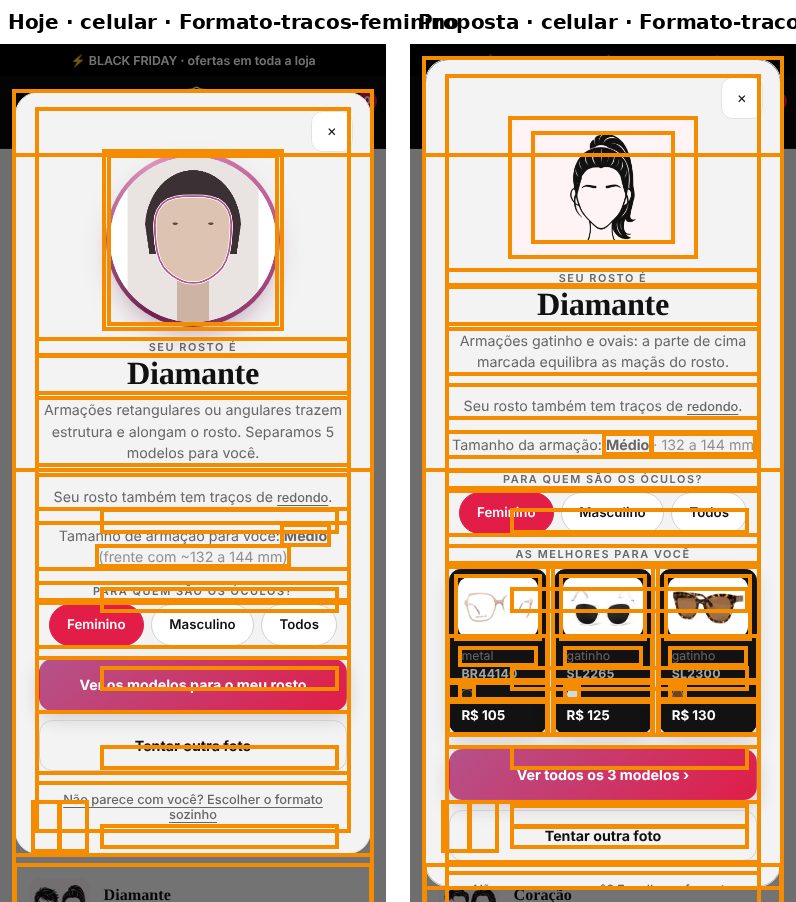 Hoje · celular · Formato-tracos-feminino
⚡ BLACK FRIDAY · ofertas em toda a loja
×
SEU ROSTO É
Diamante
Armações retangulares ou angulares trazem
estrutura e alongam o rosto. Separamos 5
modelos para você.
Seu rosto também tem traços de redondo.
Tamanho de armação para você: Médio
(frente com ~132 a 144 mm)
PARA QUEM SÃO OS ÓCULOS?
Feminino
Masculino
Todos
Ver os modelos para o meu rosto
Tentar outra foto
Não parece com você? Escolher o formato
sozinho
Diamante
Proposta · celular · Formato-traco
×
SEU ROSTO É
Diamante
Armações gatinho e ovais: a parte de cima
marcada equilibra as maçãs do rosto.
Seu rosto também tem traços de redondo.
Tamanho da armação: Médio · 132 a 144 mm
PARA QUEM SÃO OS ÓCULOS?
Feminino
Masculino
Todos
AS MELHORES PARA VOCÊ
metal
BR44140
R$ 105
gatinho
SL2265
R$ 125
gatinho
SL2300
R$ 130
Ver todos os 3 modelos ›
Tentar outra foto
Coração